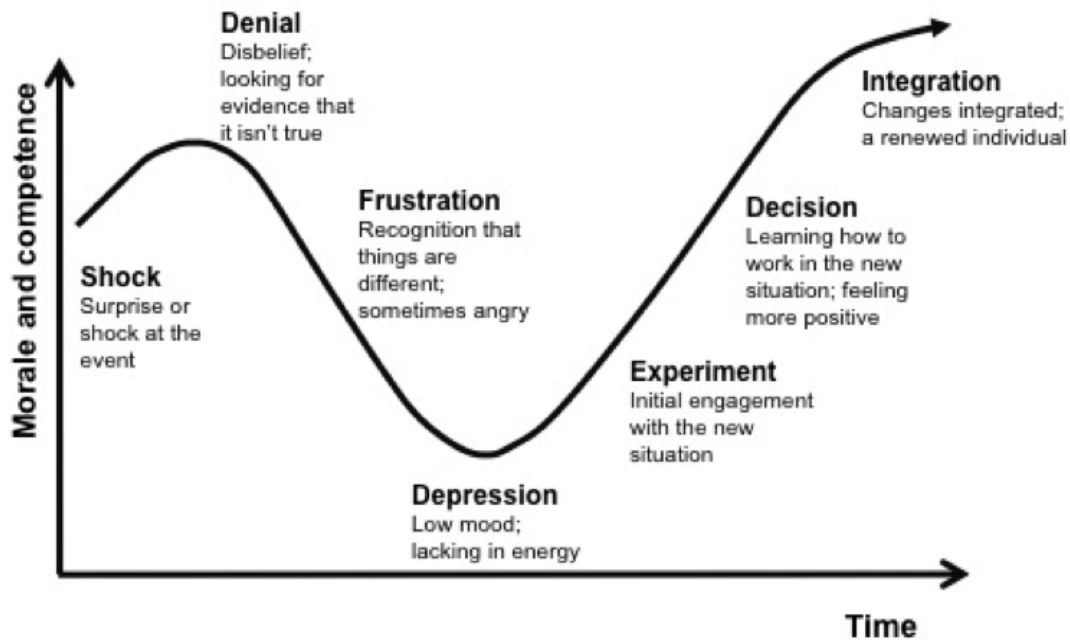 Denial
Disbelief;
looking for
evidence that
it isn't true
Integration
Changes integrated;
a renewed individual
Frustration
Recognition that
things are
different;
sometimes angry
Decision
Learning how to
work in the new
situation; feeling
more positive
Shock
Surprise or
shock at the
event
Experiment
Initial engagement
with the new
situation
Depression
Low mood;
lacking in energy
Morale and competence
Time